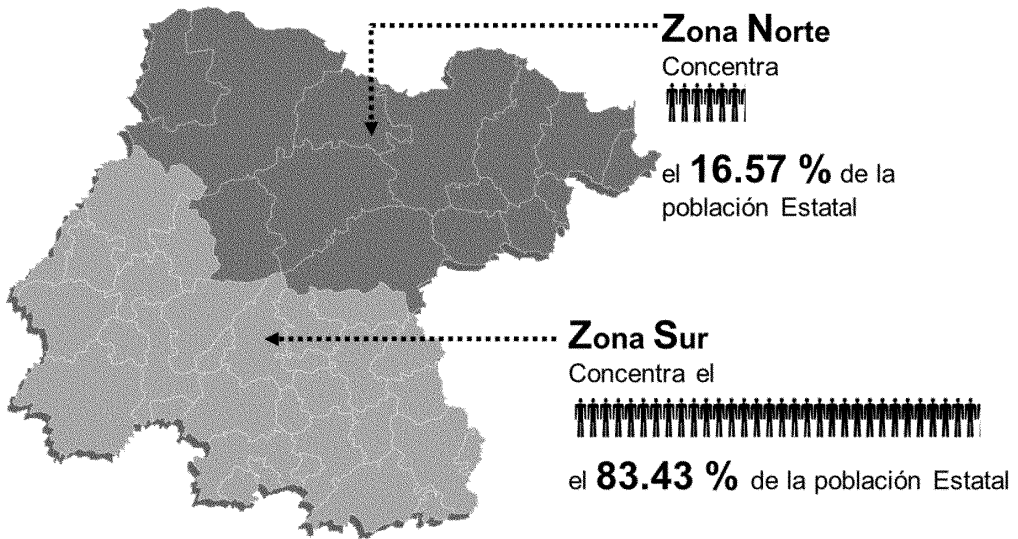 Zona Norte
Concentra
el 16.57 % de la
población Estatal
Zona Sur
Concentra el
el 83.43 % de la población Estatal